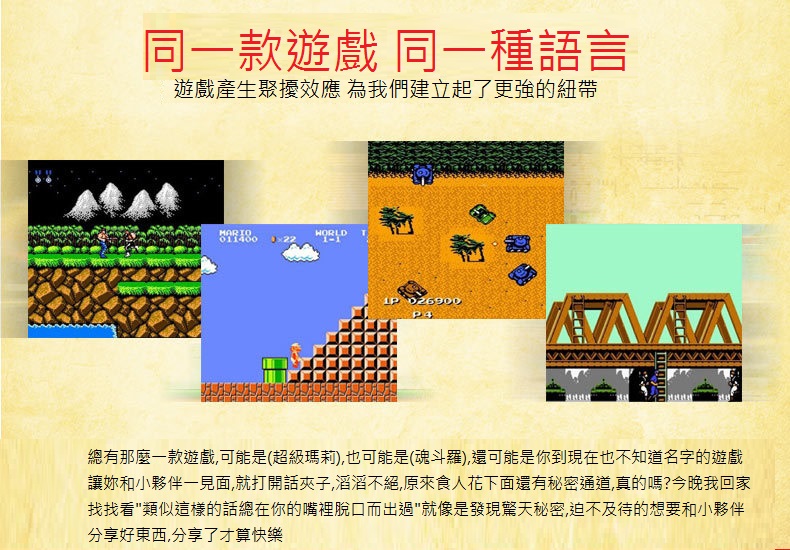 同一款遊戲 同一種語言
遊戲產生聚擾效應 為我們建立起了更強的紐帶
MARIO
011400 ×22
WORLD T
1-1
1P 026900
P4
總有那麼一款遊戲,可能是(超級瑪莉),也可能是(魂斗羅),還可能是你到現在也不知道名字的遊戲
讓妳和小夥伴一見面,就打開話夾子,滔滔不絕,原來食人花下面還有秘密通道,真的嗎?今晚我回家
找找看"類似這樣的話總在你的嘴裡脫口而出過"就像是發現驚天秘密,迫不及待的想要和小夥伴
分享好東西,分享了才算快樂